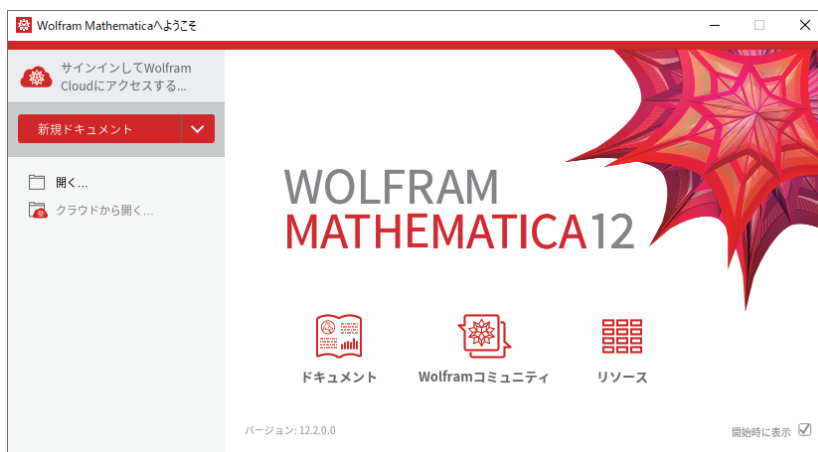 Wolfram Mathematicaへようこそ
サインインしてWolfram
Cloudにアクセスする...
新規ドキュメント
開く...
クラウドから開く...
WOLFRAM
MATHEMATICA12
ドキュメント
Wolframコミュニティ
リソース
バージョン: 12.2.0.0
開始時に表示